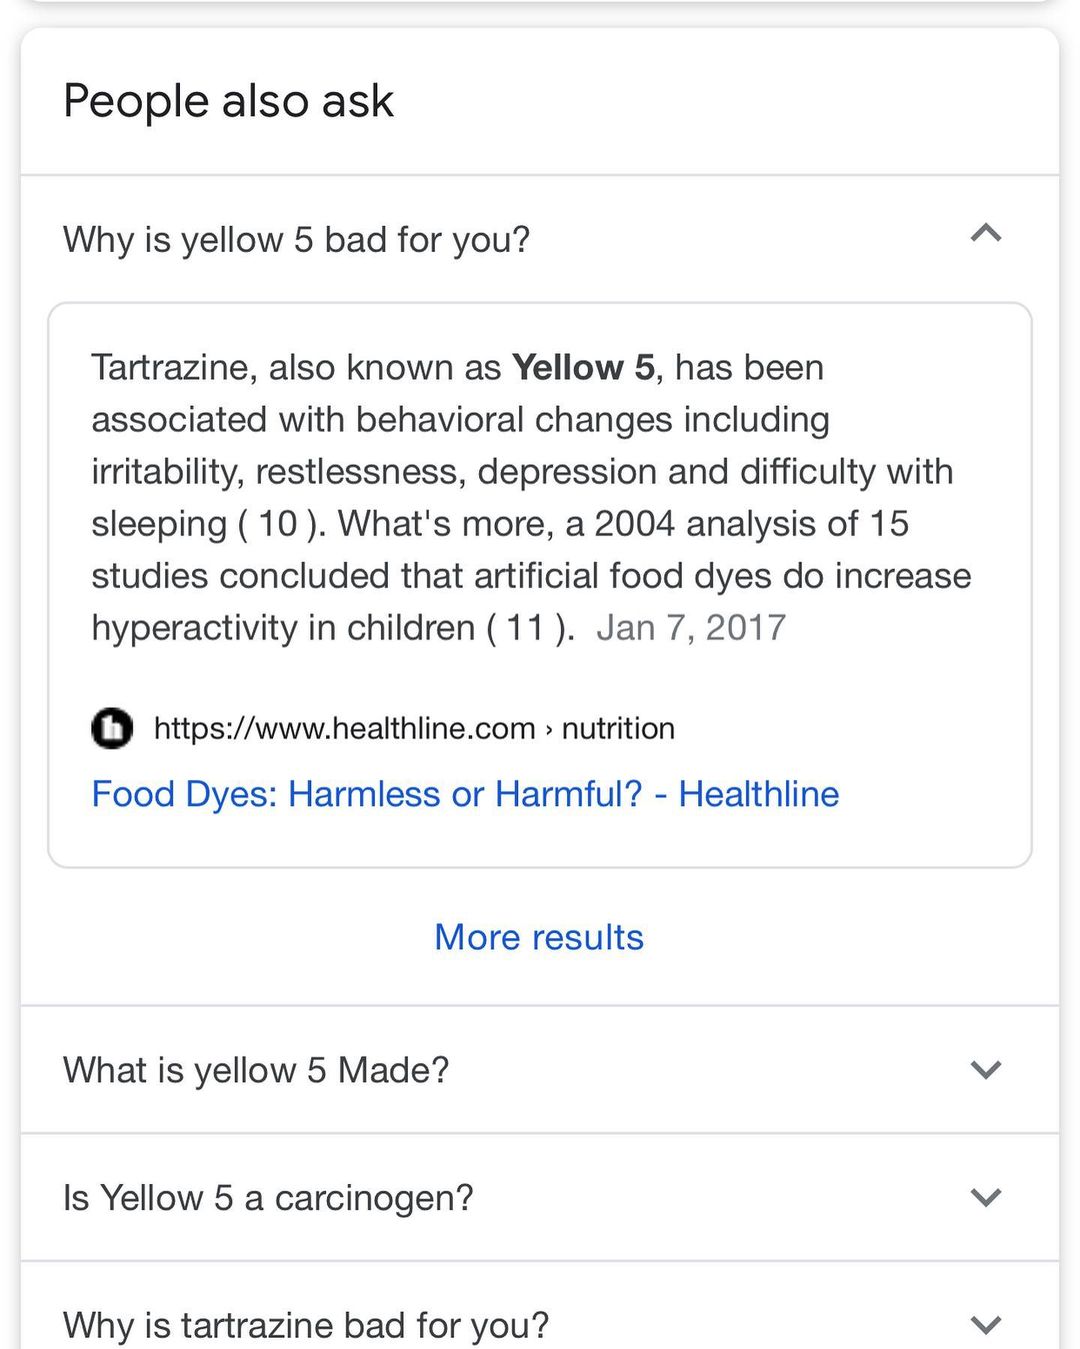 People also ask
Why is yellow 5 bad for you?
Tartrazine, also known as Yellow 5, has been
associated with behavioral changes including
irritability, restlessness, depression and difficulty with
sleeping ( 10 ). What's more, a 2004 analysis of 15
studies concluded that artificial food dyes do increase
hyperactivity in children ( 11 ). Jan 7, 2017
h https://www.healthline.com › nutrition
Food Dyes: Harmless or Harmful? - Healthline
More results
What is yellow 5 Made?
Is Yellow 5 a carcinogen?
Why is tartrazine bad for you?